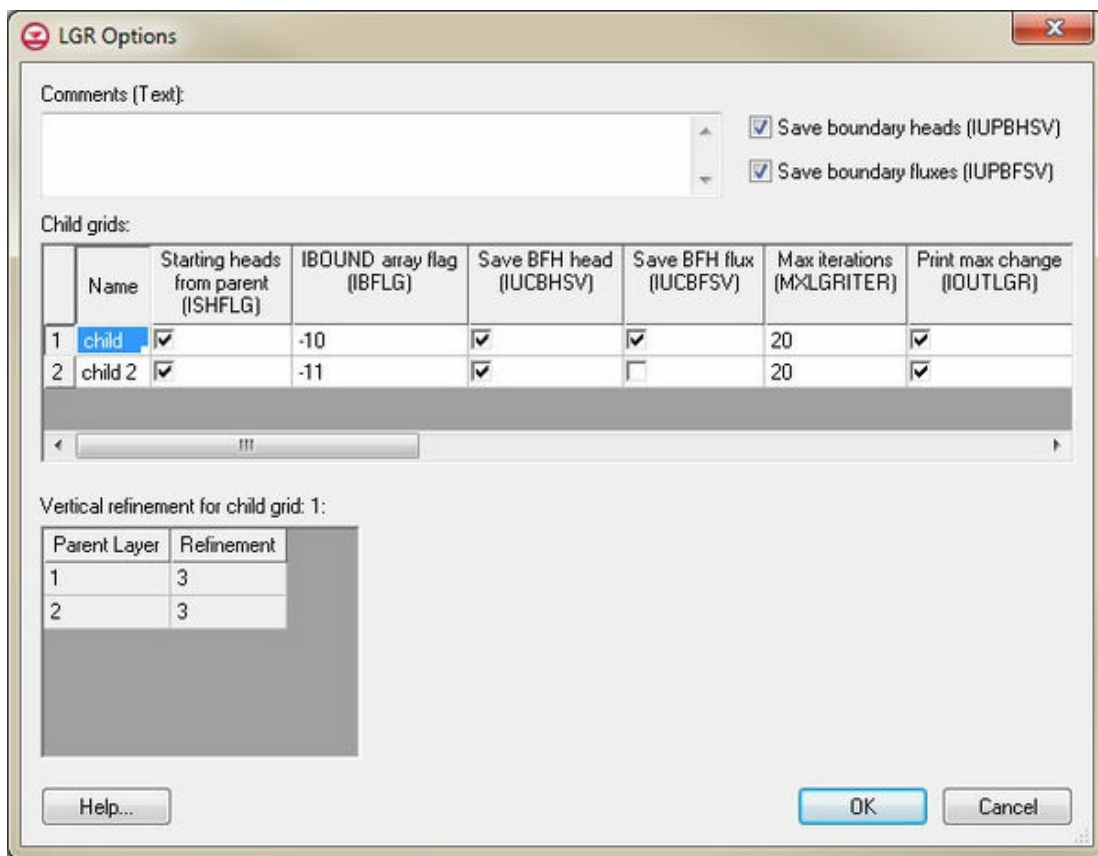 LGR Options
Comments (Text):
Save boundary heads (IUPBHSV)
Save boundary fluxes (IUPBFSV)
Child grids:
Name
Starting heads
from parent
(ISHFLG)
IBOUND array flag
(IBFLG)
Save BFH head
(IUCBHSV)
Save BFH flux
(IUCBFSV)
Max iterations
(MXLGRITER)
Print max change
(IOUTLGR)
1 child -10 20
2 child 2 -11 20
Vertical refinement for child grid: 1:
Parent Layer Refinement
1 3
2 3
Help... OK Cancel